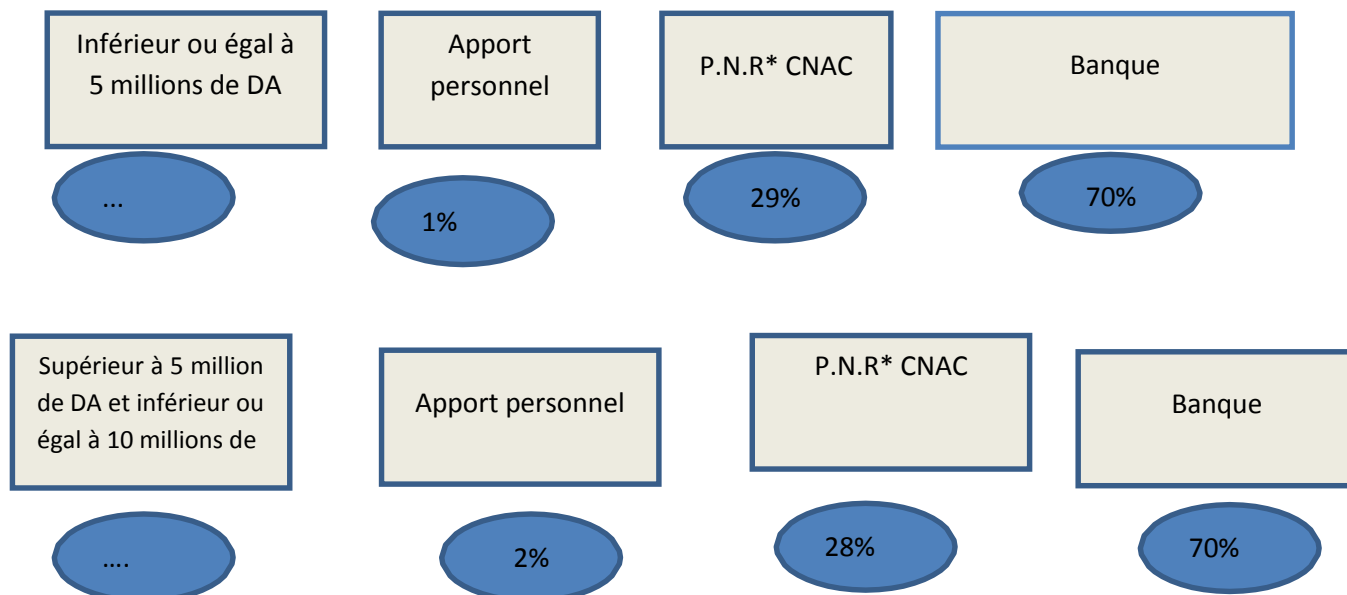 Inférieur ou égal à
5 millions de DA
Apport
personnel
P.N.R* CNAC
Banque
...
1%
29%
70%
Supérieur à 5 million
de DA et inférieur ou
égal à 10 millions de
Apport personnel
P.N.R* CNAC
Banque
....
2%
28%
70%